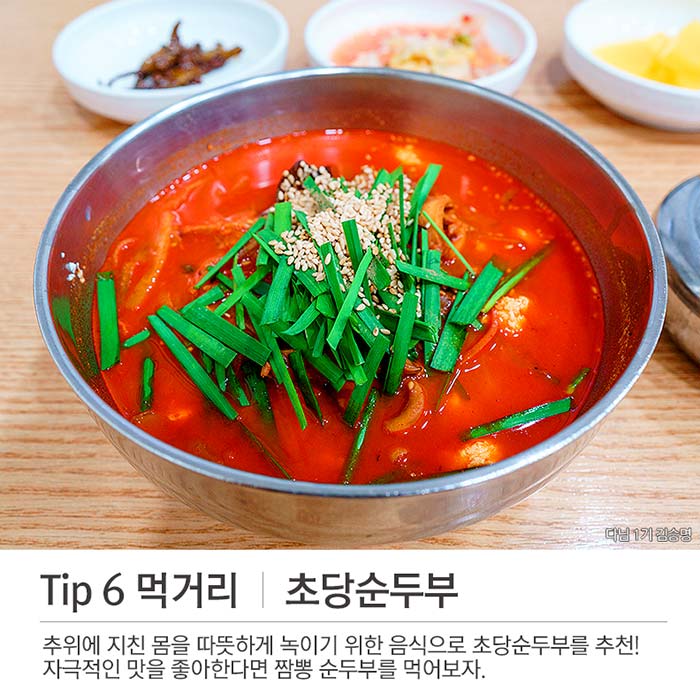 다님 1기 김승명
Tip 6 먹거리 | 초당순두부
추위에 지친 몸을 따뜻하게 녹이기 위한 음식으로 초당순두부를 추천!
자극적인 맛을 좋아한다면 짬뽕 순두부를 먹어보자.